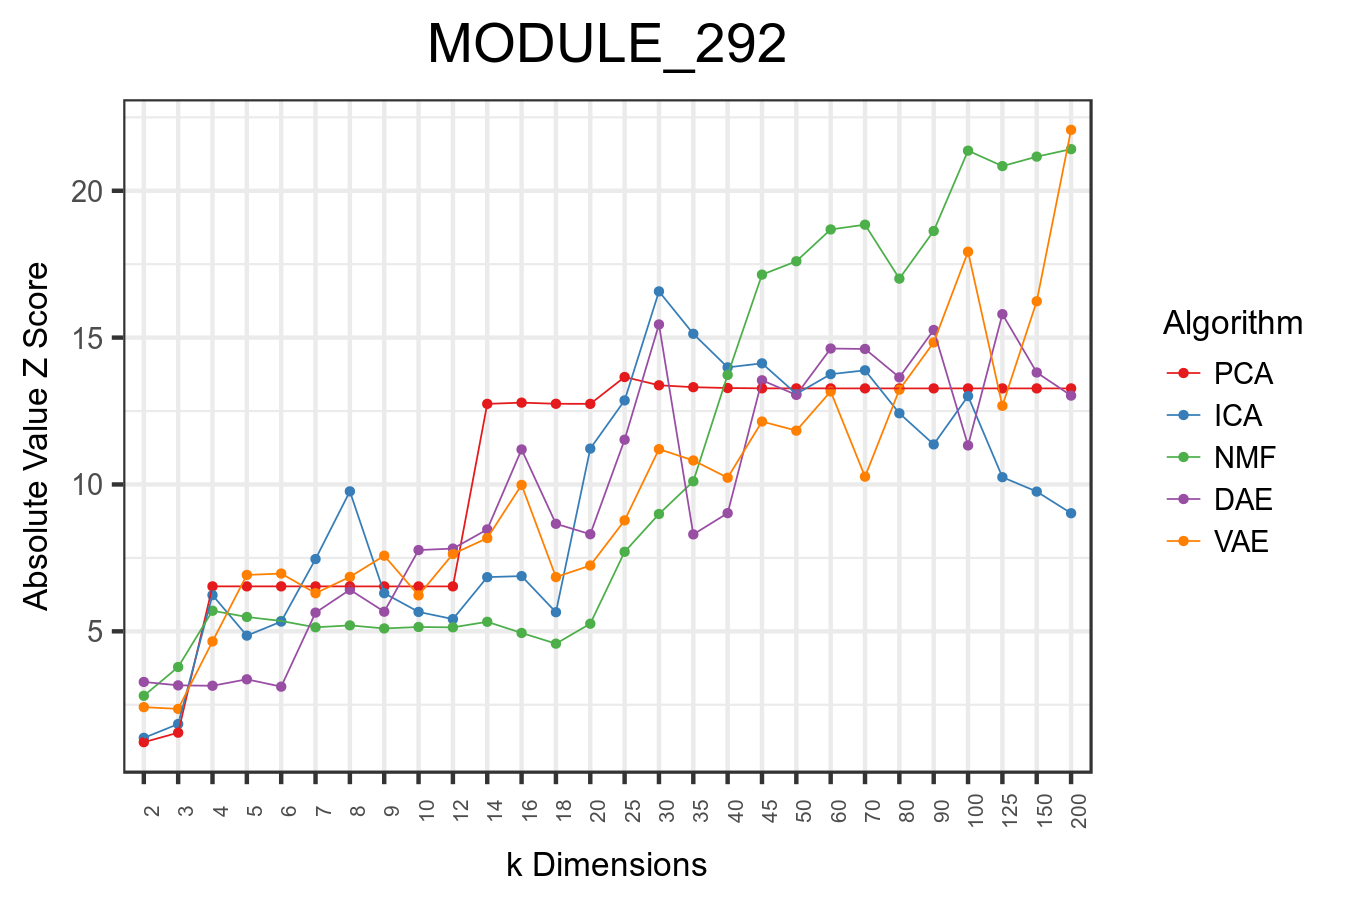 MODULE_292
Absolute Value Z Score
20
15
10
5
2 3 4 5 6 7 8 9 10 12 14 16 18 20 25 30 35 40 45 50 60 70 80 90 100 125 150 200
k Dimensions
Algorithm
PCA
ICA
NMF
DAE
VAE